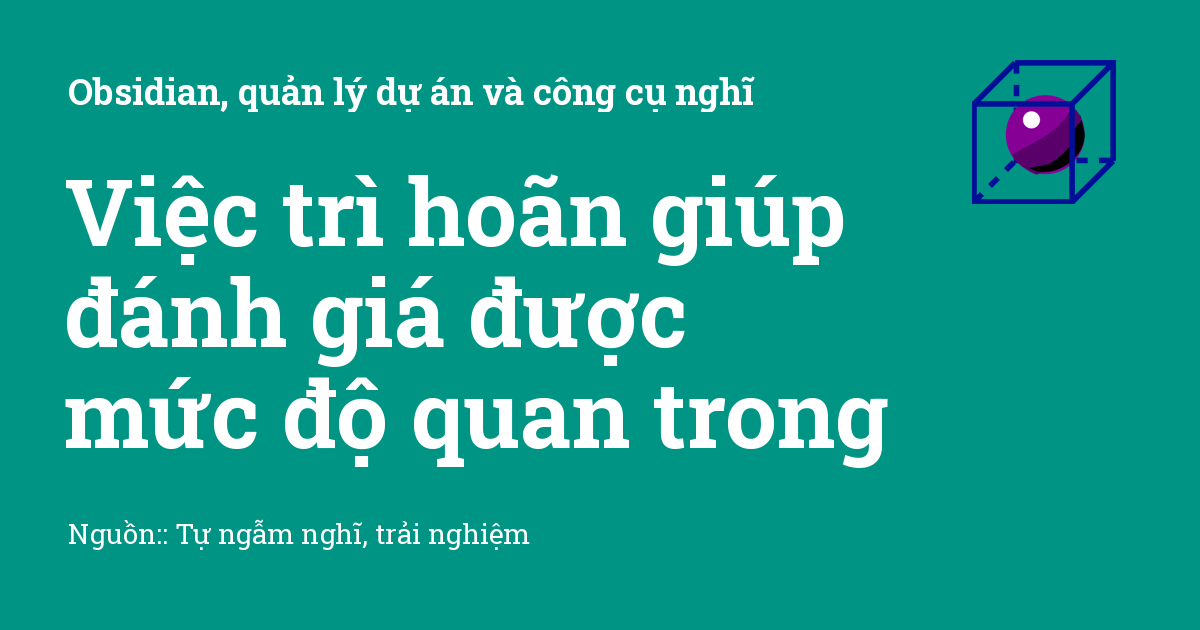 Obsidian, quản lý dự án và công cụ nghĩ
Việc trì hoãn giúp
đánh giá được
mức độ quan trong
Nguồn:: Tự ngẫm nghĩ, trải nghiệm